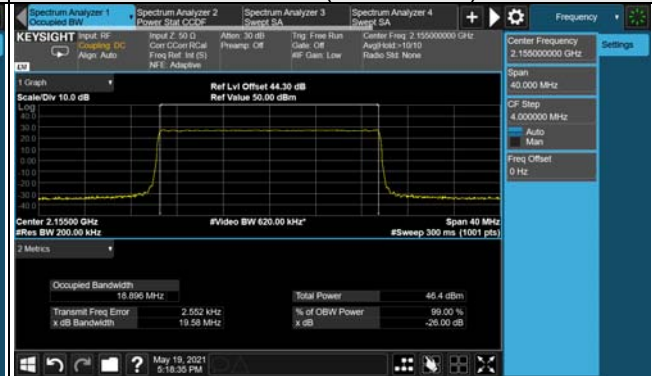 Spectrum Analyzer 1
Occupied BW
Spectrum Analyzer 2
Power Stat CCDF
Spectrum Analyzer 3
Swept SA
Spectrum Analyzer 4
Swept SA
Frequency
KEYSIGHT
Input: RF
Coupling: DC
Align: Auto
Input Z: 50 Ω
Corr CCorr RCal
Freq Ref: Int (S)
NFE: Adaptive
Atten: 30 dB
Preamp: Off
Trig: Free Run
Gate: Off
#IF Gain: Low
Center Freq: 2.155000000 GHz
Avg|Hold:>10/10
Radio Std: None
Center Frequency
2.155000000 GHz
Settings
Span
40.000 MHz
CF Step
4.000000 MHz
Auto
Man
Freq Offset
0 Hz
1 Graph
Scale/Div 10.0 dB
Ref Lvl Offset 44.30 dB
Ref Value 50.00 dBm
Log
40.0
30.0
20.0
10.0
0.00
-10.0
-20.0
-30.0
-40.0
Center 2.15500 GHz
#Res BW 200.00 kHz
#Video BW 620.00 kHz*
Span 40 MHz
#Sweep 300 ms (1001 pts)
2 Metrics
Occupied Bandwidth
18.896 MHz
Total Power
46.4 dBm
Transmit Freq Error
2.552 kHz
% of OBW Power
99.00 %
x dB Bandwidth
19.58 MHz
x dB
-26.00 dB
May 19, 2021
5:18:35 PM